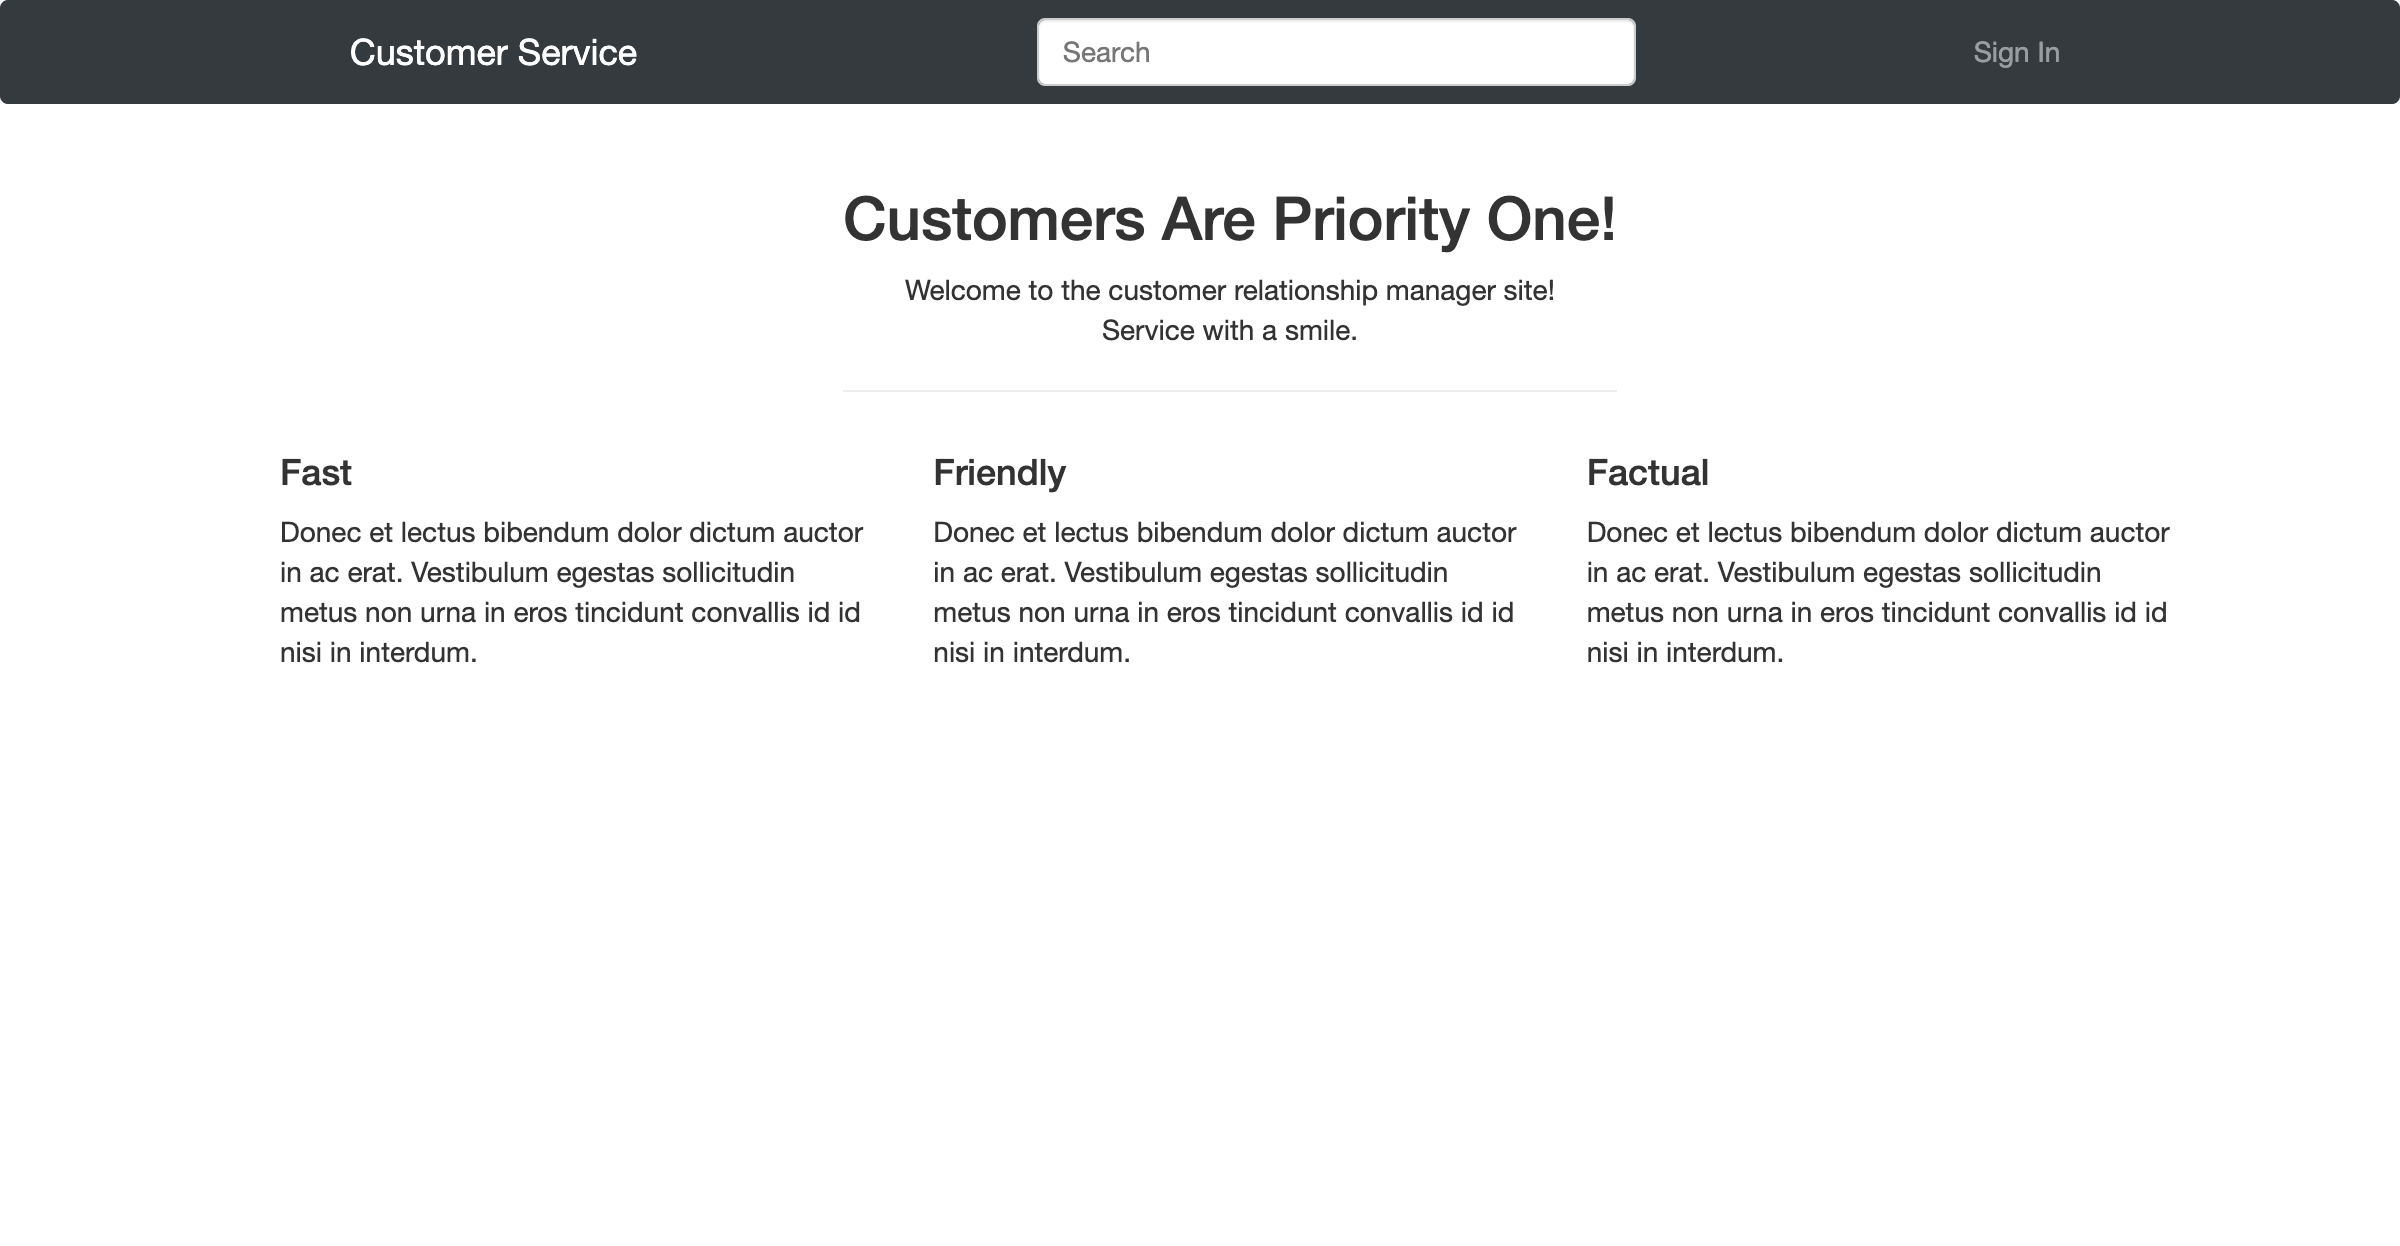 Customer Service
Search
Sign In
Customers Are Priority One!
Welcome to the customer relationship manager site!
Service with a smile.
Fast
Donec et lectus bibendum dolor dictum auctor
in ac erat. Vestibulum egestas sollicitudin
metus non urna in eros tincidunt convallis id id
nisi in interdum.
Friendly
Donec et lectus bibendum dolor dictum auctor
in ac erat. Vestibulum egestas sollicitudin
metus non urna in eros tincidunt convallis id id
nisi in interdum.
Factual
Donec et lectus bibendum dolor dictum auctor
in ac erat. Vestibulum egestas sollicitudin
metus non urna in eros tincidunt convallis id id
nisi in interdum.